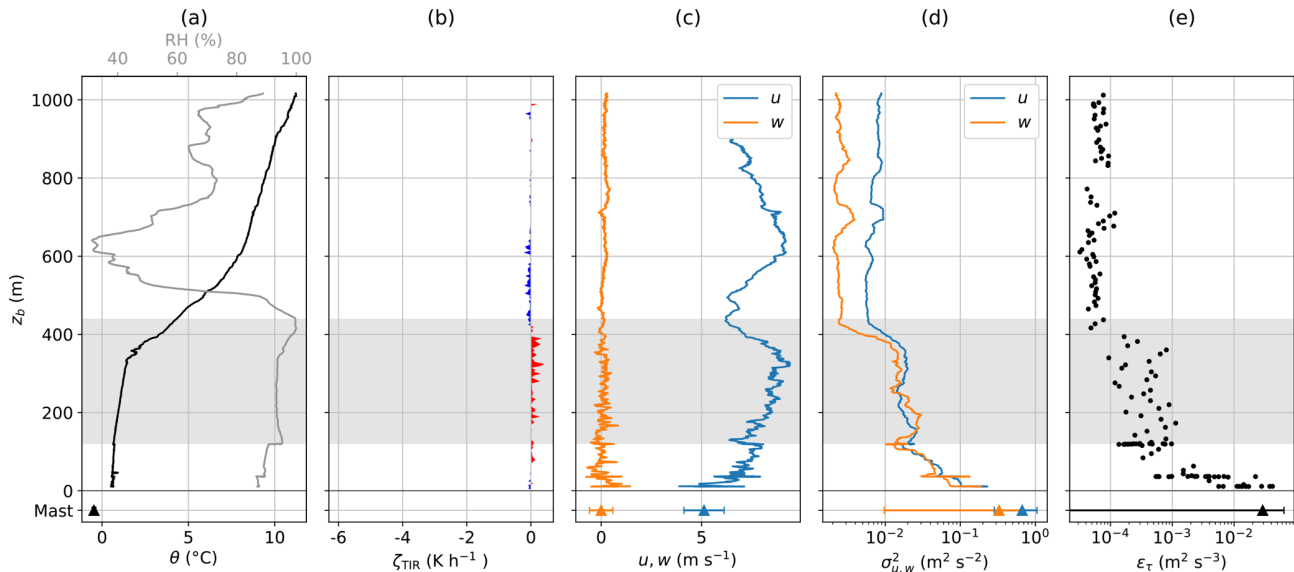 (a) (b) (c) (d) (e)
RH (%)
40 60 80 100
1000
800
600
400
200
0
Mast
z_b (m)
u
w
u
w
0 5 10
-6 -4 -2 0
0 5
10⁻² 10⁻¹ 10⁰
10⁻⁴ 10⁻³ 10⁻²
θ (°C)
ζ_TIR (K h⁻¹)
u, w (m s⁻¹)
σ²_u,w (m² s⁻²)
ε_τ (m² s⁻³)